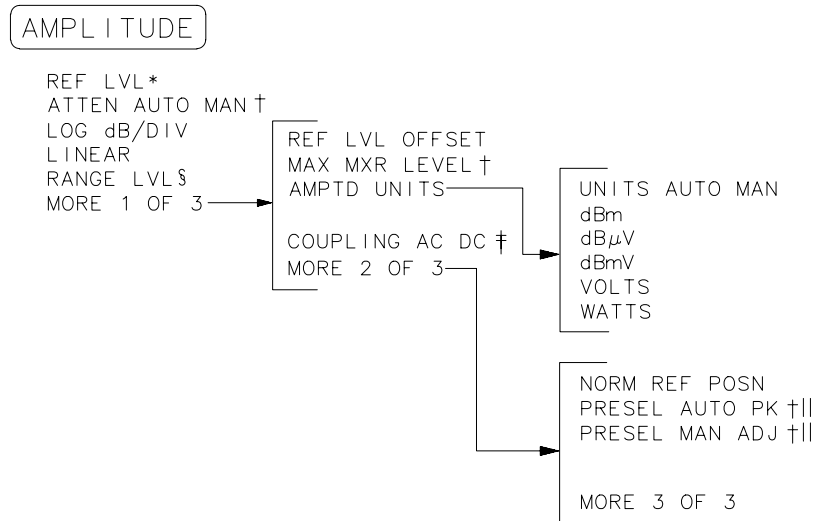 AMPLITUDE
REF LVL*
ATTEN AUTO MAN †
LOG dB/DIV
LINEAR
RANGE LVL§
MORE 1 OF 3
REF LVL OFFSET
MAX MXR LEVEL †
AMPTD UNITS
COUPLING AC DC ‡
MORE 2 OF 3
UNITS AUTO MAN
dBm
dBμV
dBmV
VOLTS
WATTS
NORM REF POSN
PRESEL AUTO PK †||
PRESEL MAN ADJ †||
MORE 3 OF 3